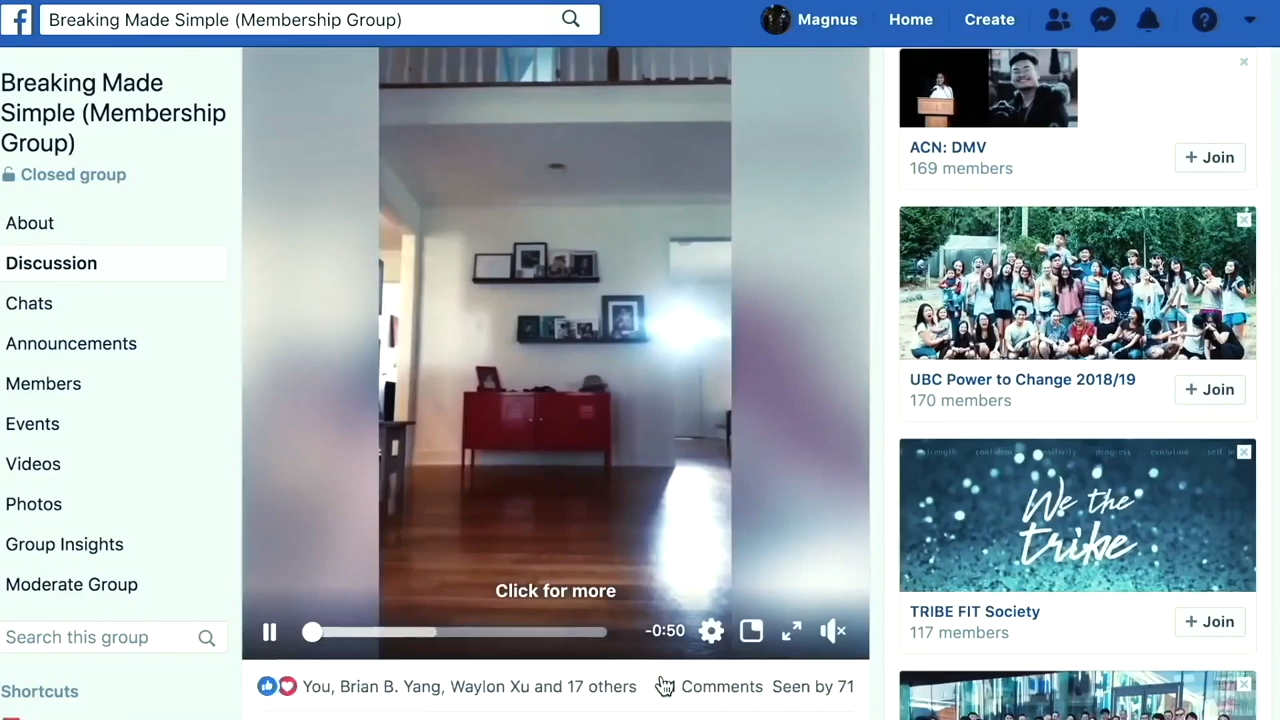 Breaking Made Simple (Membership Group)
Magnus
Home
Create
Breaking Made
Simple (Membership
Group)
Closed group
About
Discussion
Chats
Announcements
Members
Events
Videos
Photos
Group Insights
Moderate Group
Search this group
Shortcuts
Click for more
-0:50
You, Brian B. Yang, Waylon Xu and 17 others
Comments
Seen by 71
ACN: DMV
169 members
+ Join
UBC Power to Change 2018/19
170 members
+ Join
strength
progress
evolution
We the
tribe
TRIBE FIT Society
117 members
+ Join